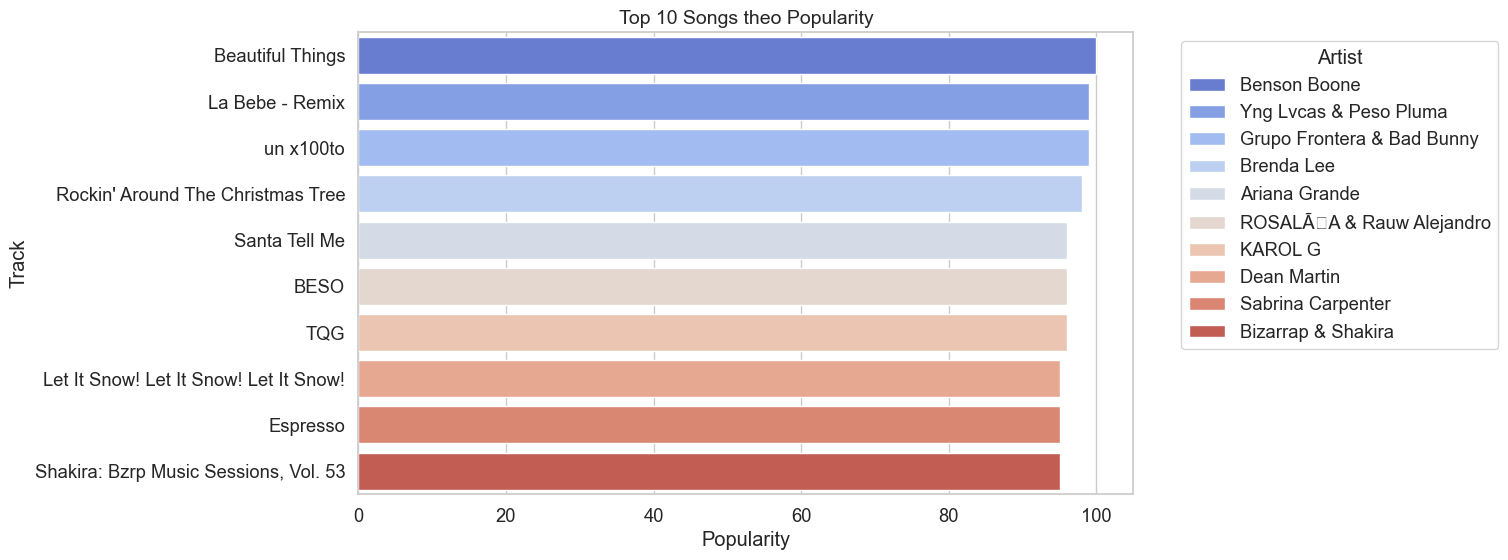 Top 10 Songs theo Popularity
Track
Beautiful Things
La Bebe - Remix
un x100to
Rockin' Around The Christmas Tree
Santa Tell Me
BESO
TQG
Let It Snow! Let It Snow! Let It Snow!
Espresso
Shakira: Bzrp Music Sessions, Vol. 53
0 20 40 60 80 100
Popularity
Artist
Benson Boone
Yng Lvcas & Peso Pluma
Grupo Frontera & Bad Bunny
Brenda Lee
Ariana Grande
ROSALÃ□A & Rauw Alejandro
KAROL G
Dean Martin
Sabrina Carpenter
Bizarrap & Shakira